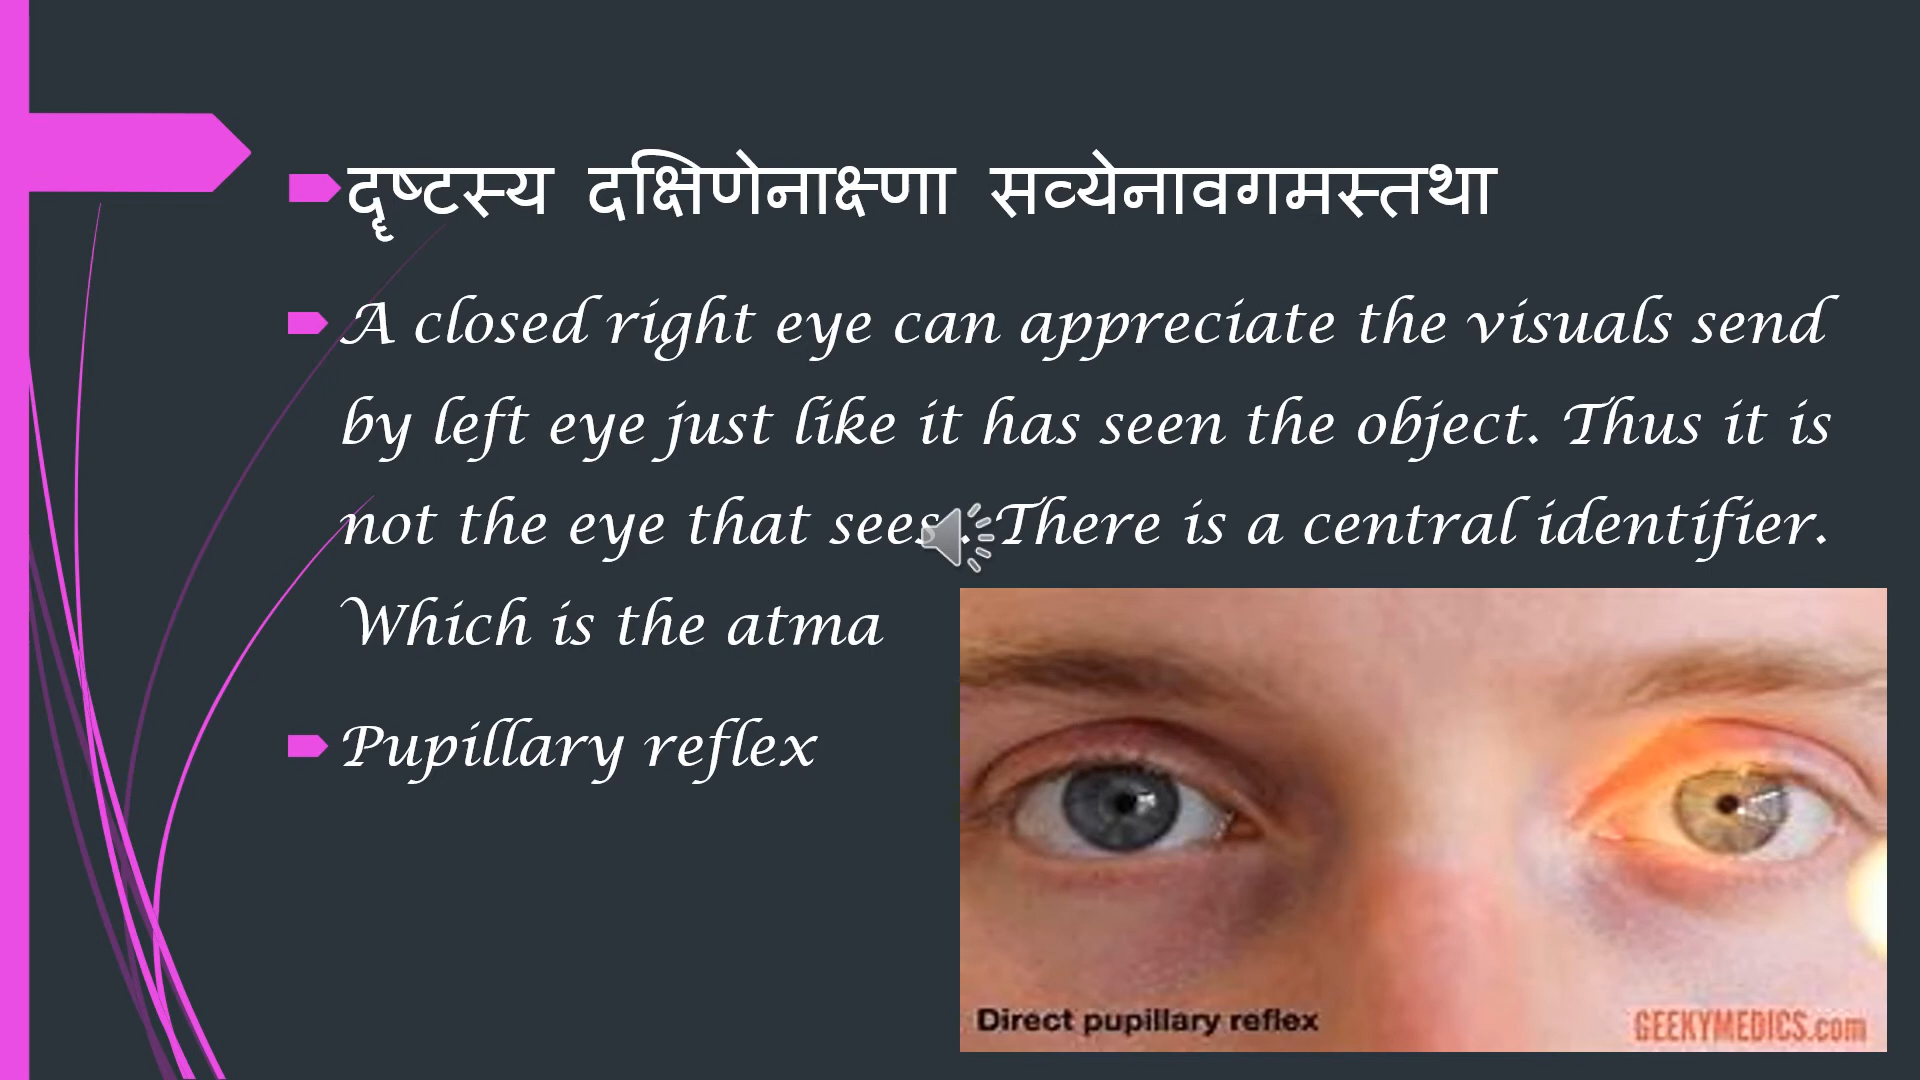 दृष्टस्य दक्षिणेनाक्ष्णा सव्येनावगमस्तथा
A closed right eye can appreciate the visuals send
by left eye just like it has seen the object. Thus it is
not the eye that sees . There is a central identifier.
Which is the atma
Pupillary reflex
Direct pupillary reflex
GEEKYMEDICS.com